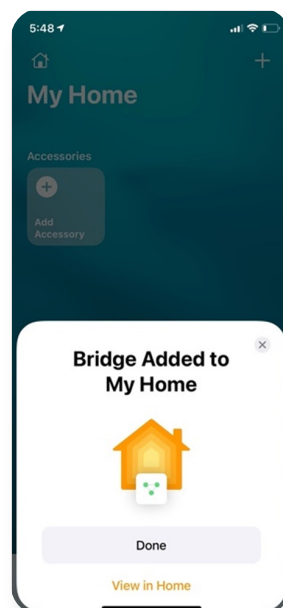 5:48
My Home
Accessories
Add
Accessory
Bridge Added to
My Home
Done
View in Home